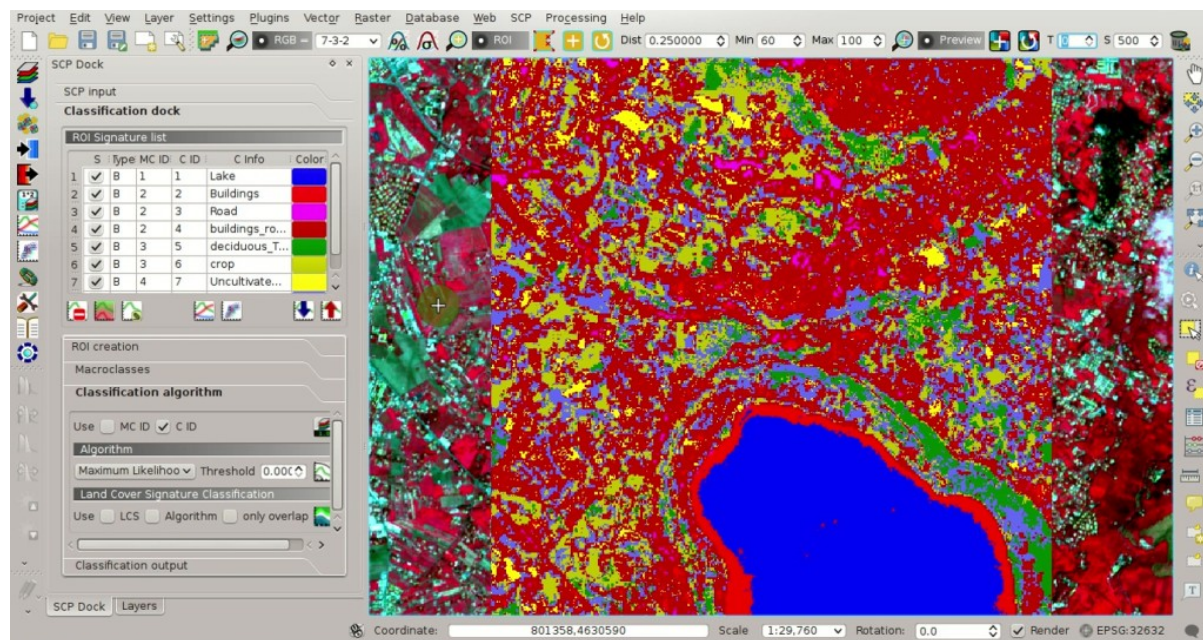 Project Edit View Layer Settings Plugins Vector Raster Database Web SCP Processing Help
RGB = 7-3-2 ROI Dist 0.250000 Min 60 Max 100 Preview T 0 S 500
SCP Dock
SCP input
Classification dock
ROI Signature list
S Type MC ID C ID C Info Color
1 B 1 1 Lake
2 B 2 2 Buildings
3 B 2 3 Road
4 B 2 4 buildings_ro...
5 B 3 5 deciduous_T...
6 B 3 6 crop
7 B 4 7 Uncultivate...
ROI creation
Macroclasses
Classification algorithm
Use MC ID C ID
Algorithm
Maximum Likelihoo Threshold 0.000
Land Cover Signature Classification
Use LCS Algorithm only overlap
Classification output
SCP Dock Layers
Coordinate: 801358,4630590 Scale 1:29,760 Rotation: 0.0 Render EPSG:32632